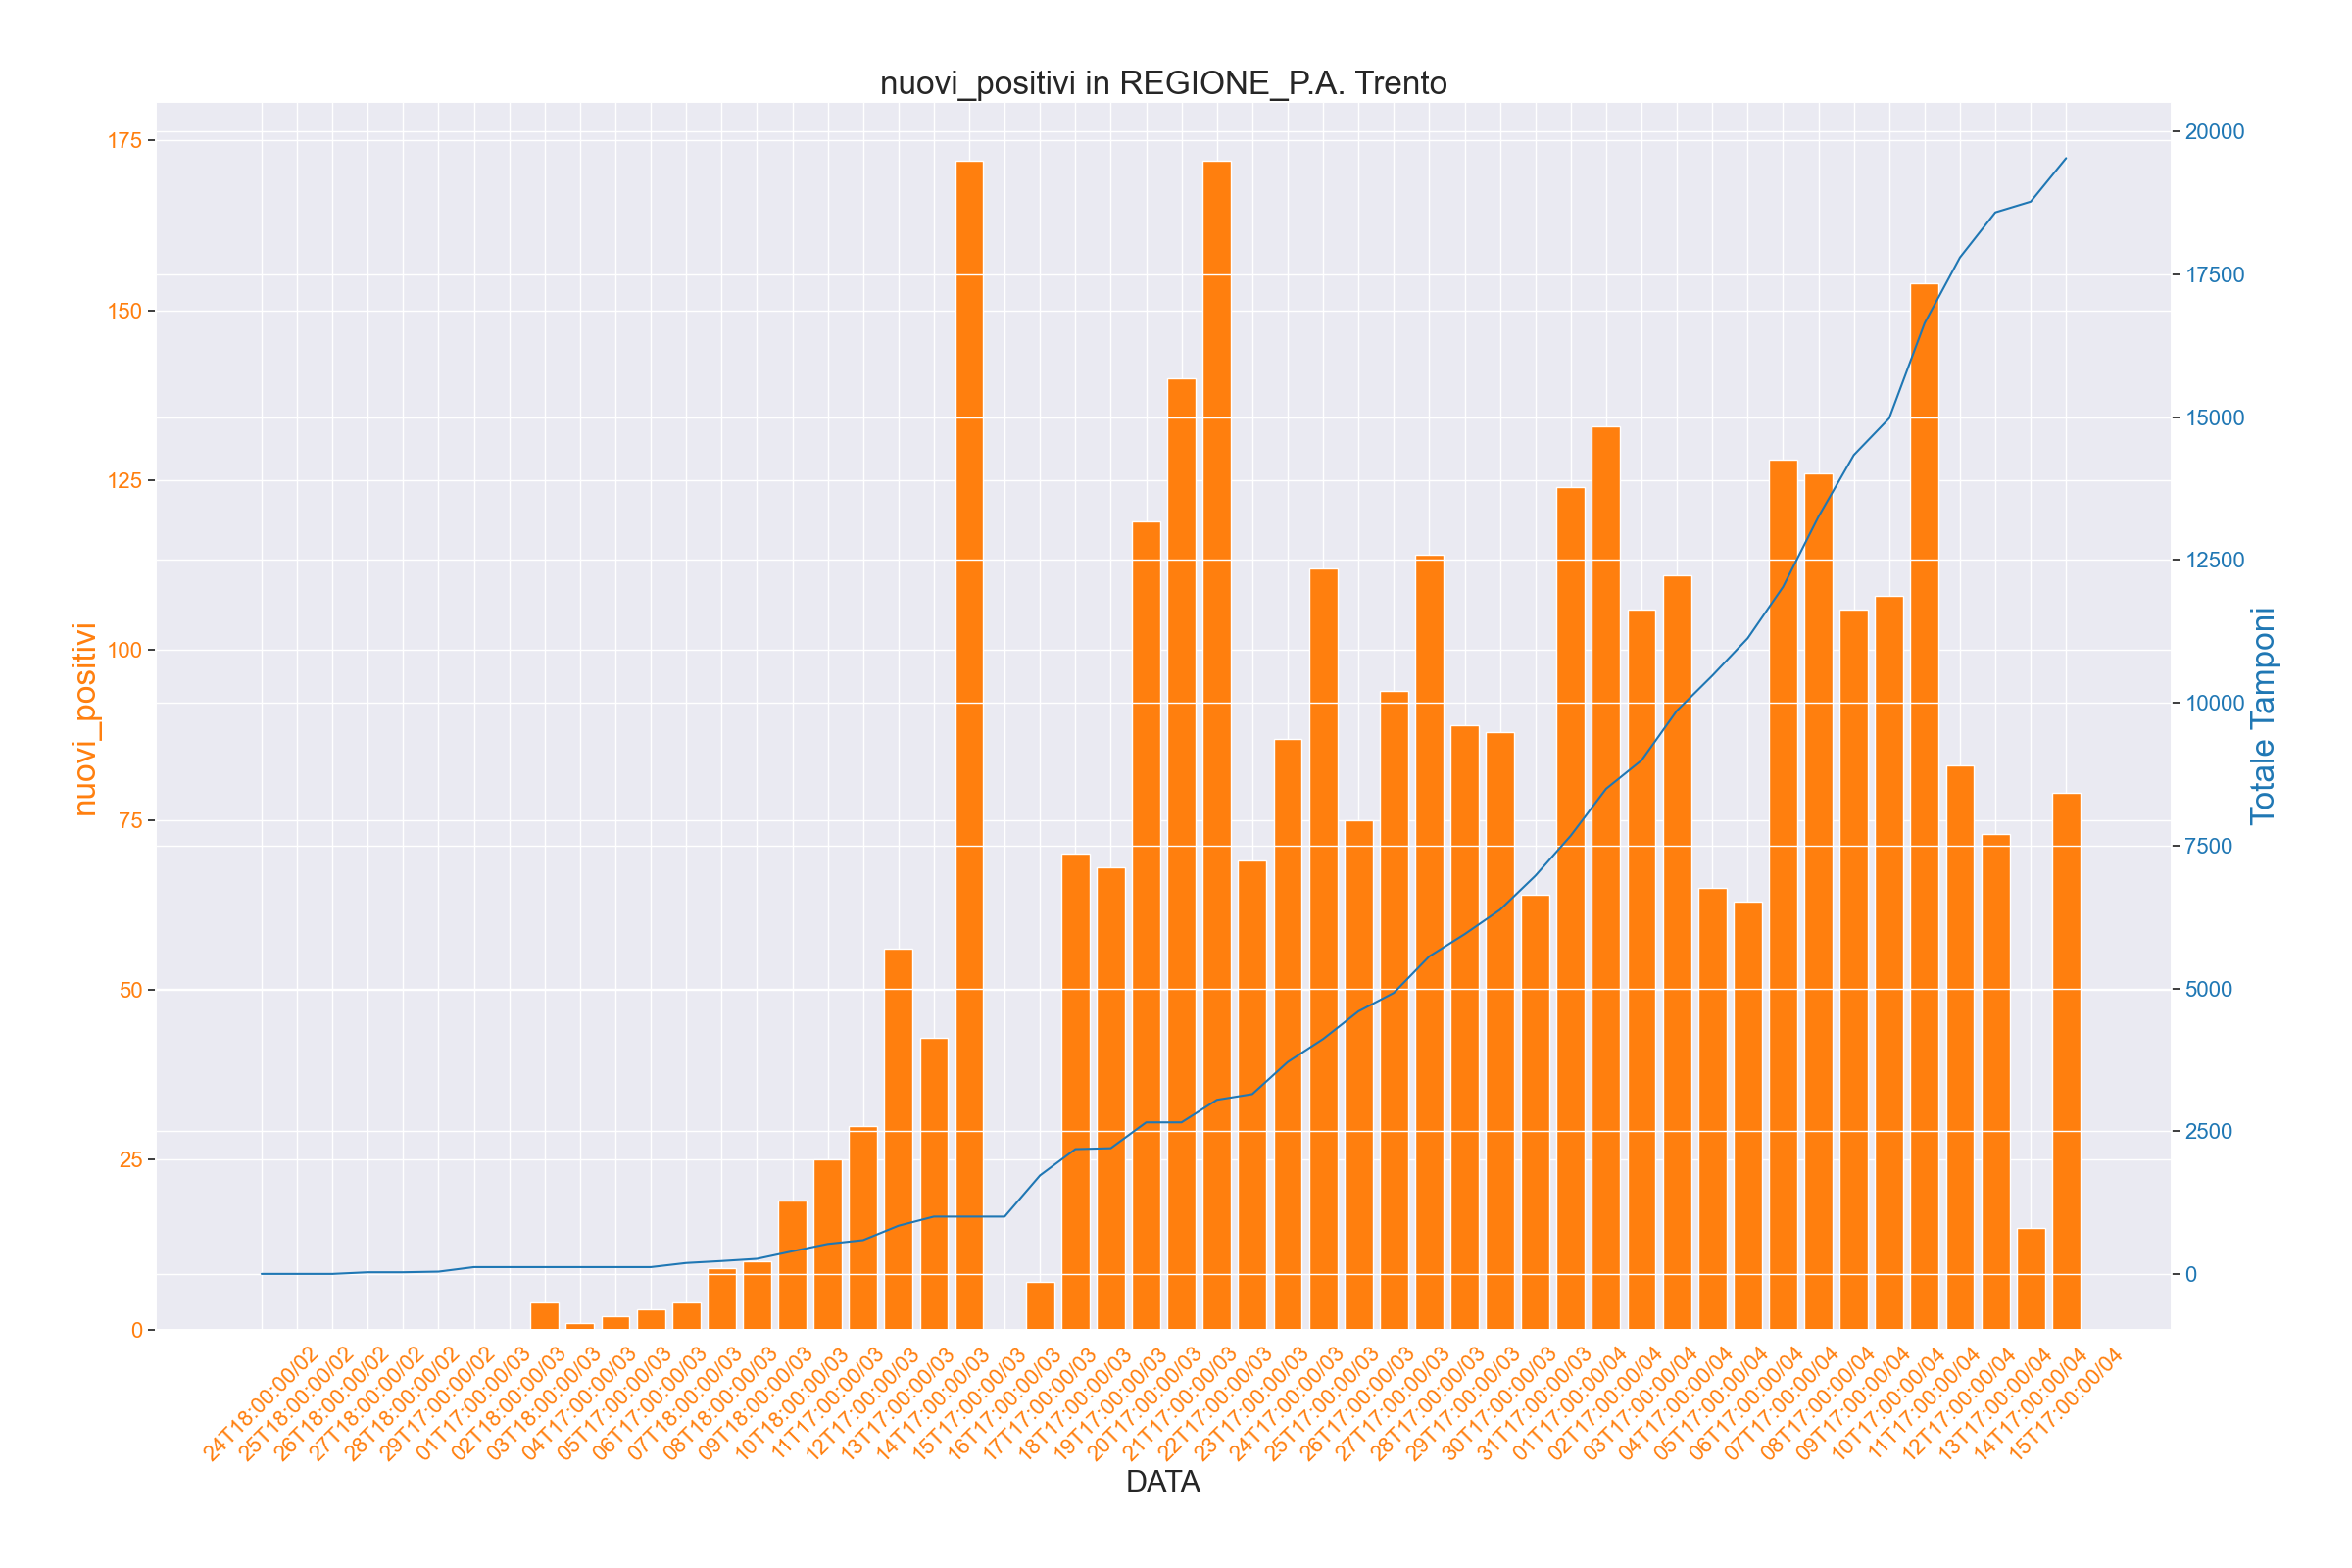 nuovi_positivi in REGIONE_P.A. Trento
175
150
125
100
75
50
25
0
nuovi_positivi
20000
17500
15000
12500
10000
7500
5000
2500
0
Totale Tamponi
24T18:00:00/02
25T18:00:00/02
26T18:00:00/02
27T18:00:00/02
28T18:00:00/02
29T17:00:00/02
01T17:00:00/03
02T18:00:00/03
03T18:00:00/03
04T17:00:00/03
05T17:00:00/03
06T17:00:00/03
07T18:00:00/03
08T18:00:00/03
09T18:00:00/03
10T18:00:00/03
11T17:00:00/03
12T17:00:00/03
13T17:00:00/03
14T17:00:00/03
15T17:00:00/03
16T17:00:00/03
17T17:00:00/03
18T17:00:00/03
19T17:00:00/03
20T17:00:00/03
21T17:00:00/03
22T17:00:00/03
23T17:00:00/03
24T17:00:00/03
25T17:00:00/03
26T17:00:00/03
27T17:00:00/03
28T17:00:00/03
29T17:00:00/03
30T17:00:00/03
31T17:00:00/03
01T17:00:00/04
02T17:00:00/04
03T17:00:00/04
04T17:00:00/04
05T17:00:00/04
06T17:00:00/04
07T17:00:00/04
08T17:00:00/04
09T17:00:00/04
10T17:00:00/04
11T17:00:00/04
12T17:00:00/04
13T17:00:00/04
14T17:00:00/04
15T17:00:00/04
DATA